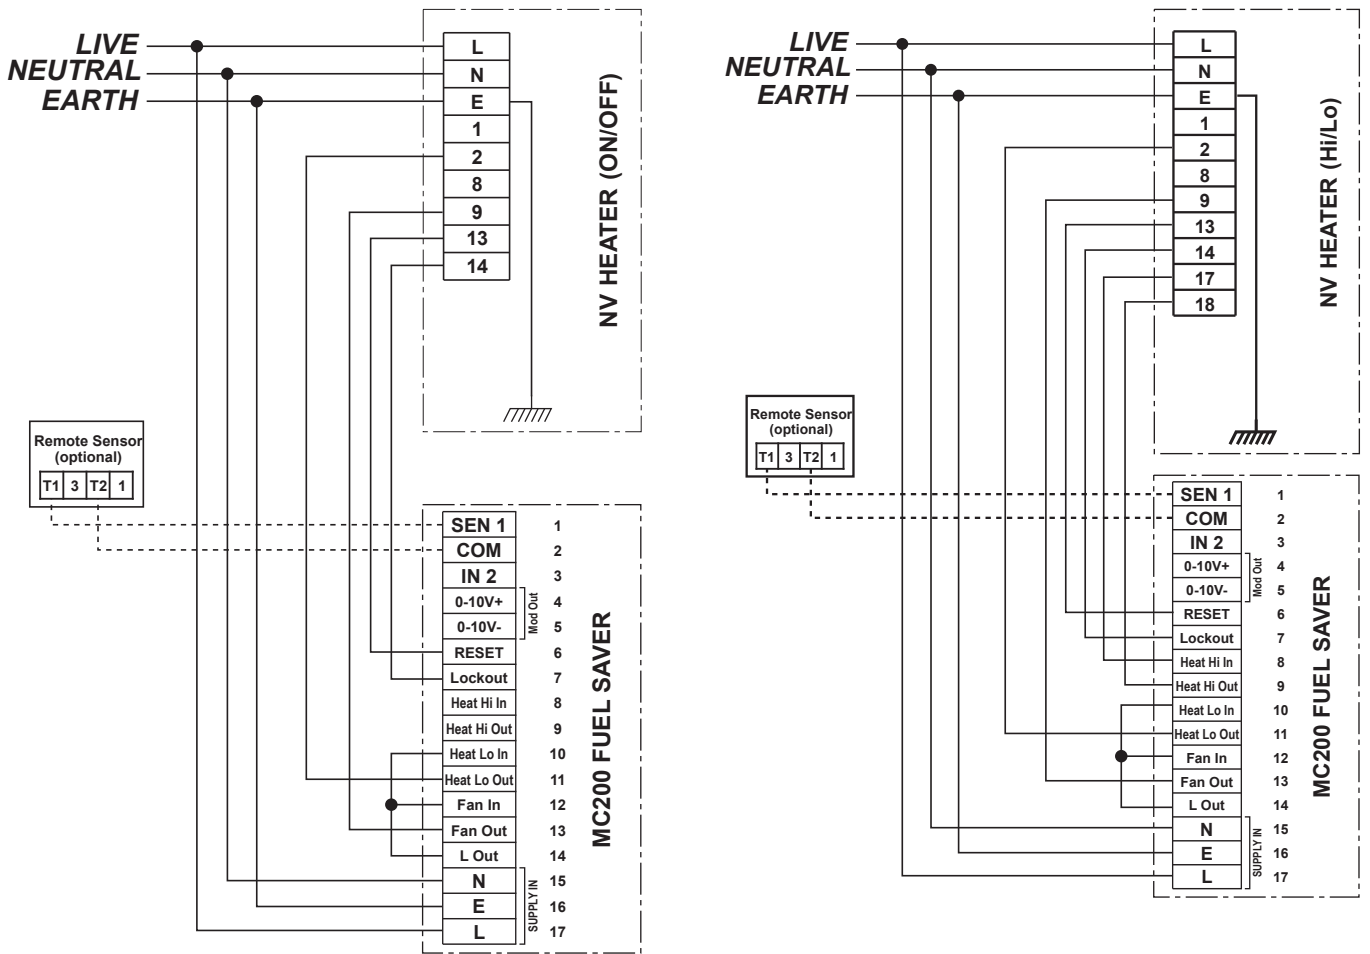 LIVE
NEUTRAL
EARTH
L
N
E
1
2
8
9
13
14
NV HEATER (ON/OFF)
Remote Sensor
(optional)
T1 3 T2 1
SEN 1 1
COM 2
IN 2 3
0-10V+ 4
0-10V- 5
Mod Out
RESET 6
Lockout 7
Heat Hi In 8
Heat Hi Out 9
Heat Lo In 10
Heat Lo Out 11
Fan In 12
Fan Out 13
L Out 14
N 15
E 16
L 17
SUPPLY IN
MC200 FUEL SAVER
LIVE
NEUTRAL
EARTH
L
N
E
1
2
8
9
13
14
17
18
NV HEATER (Hi/Lo)
Remote Sensor
(optional)
T1 3 T2 1
SEN 1 1
COM 2
IN 2 3
0-10V+ 4
0-10V- 5
Mod Out
RESET 6
Lockout 7
Heat Hi In 8
Heat Hi Out 9
Heat Lo In 10
Heat Lo Out 11
Fan In 12
Fan Out 13
L Out 14
N 15
E 16
L 17
SUPPLY IN
MC200 FUEL SAVER